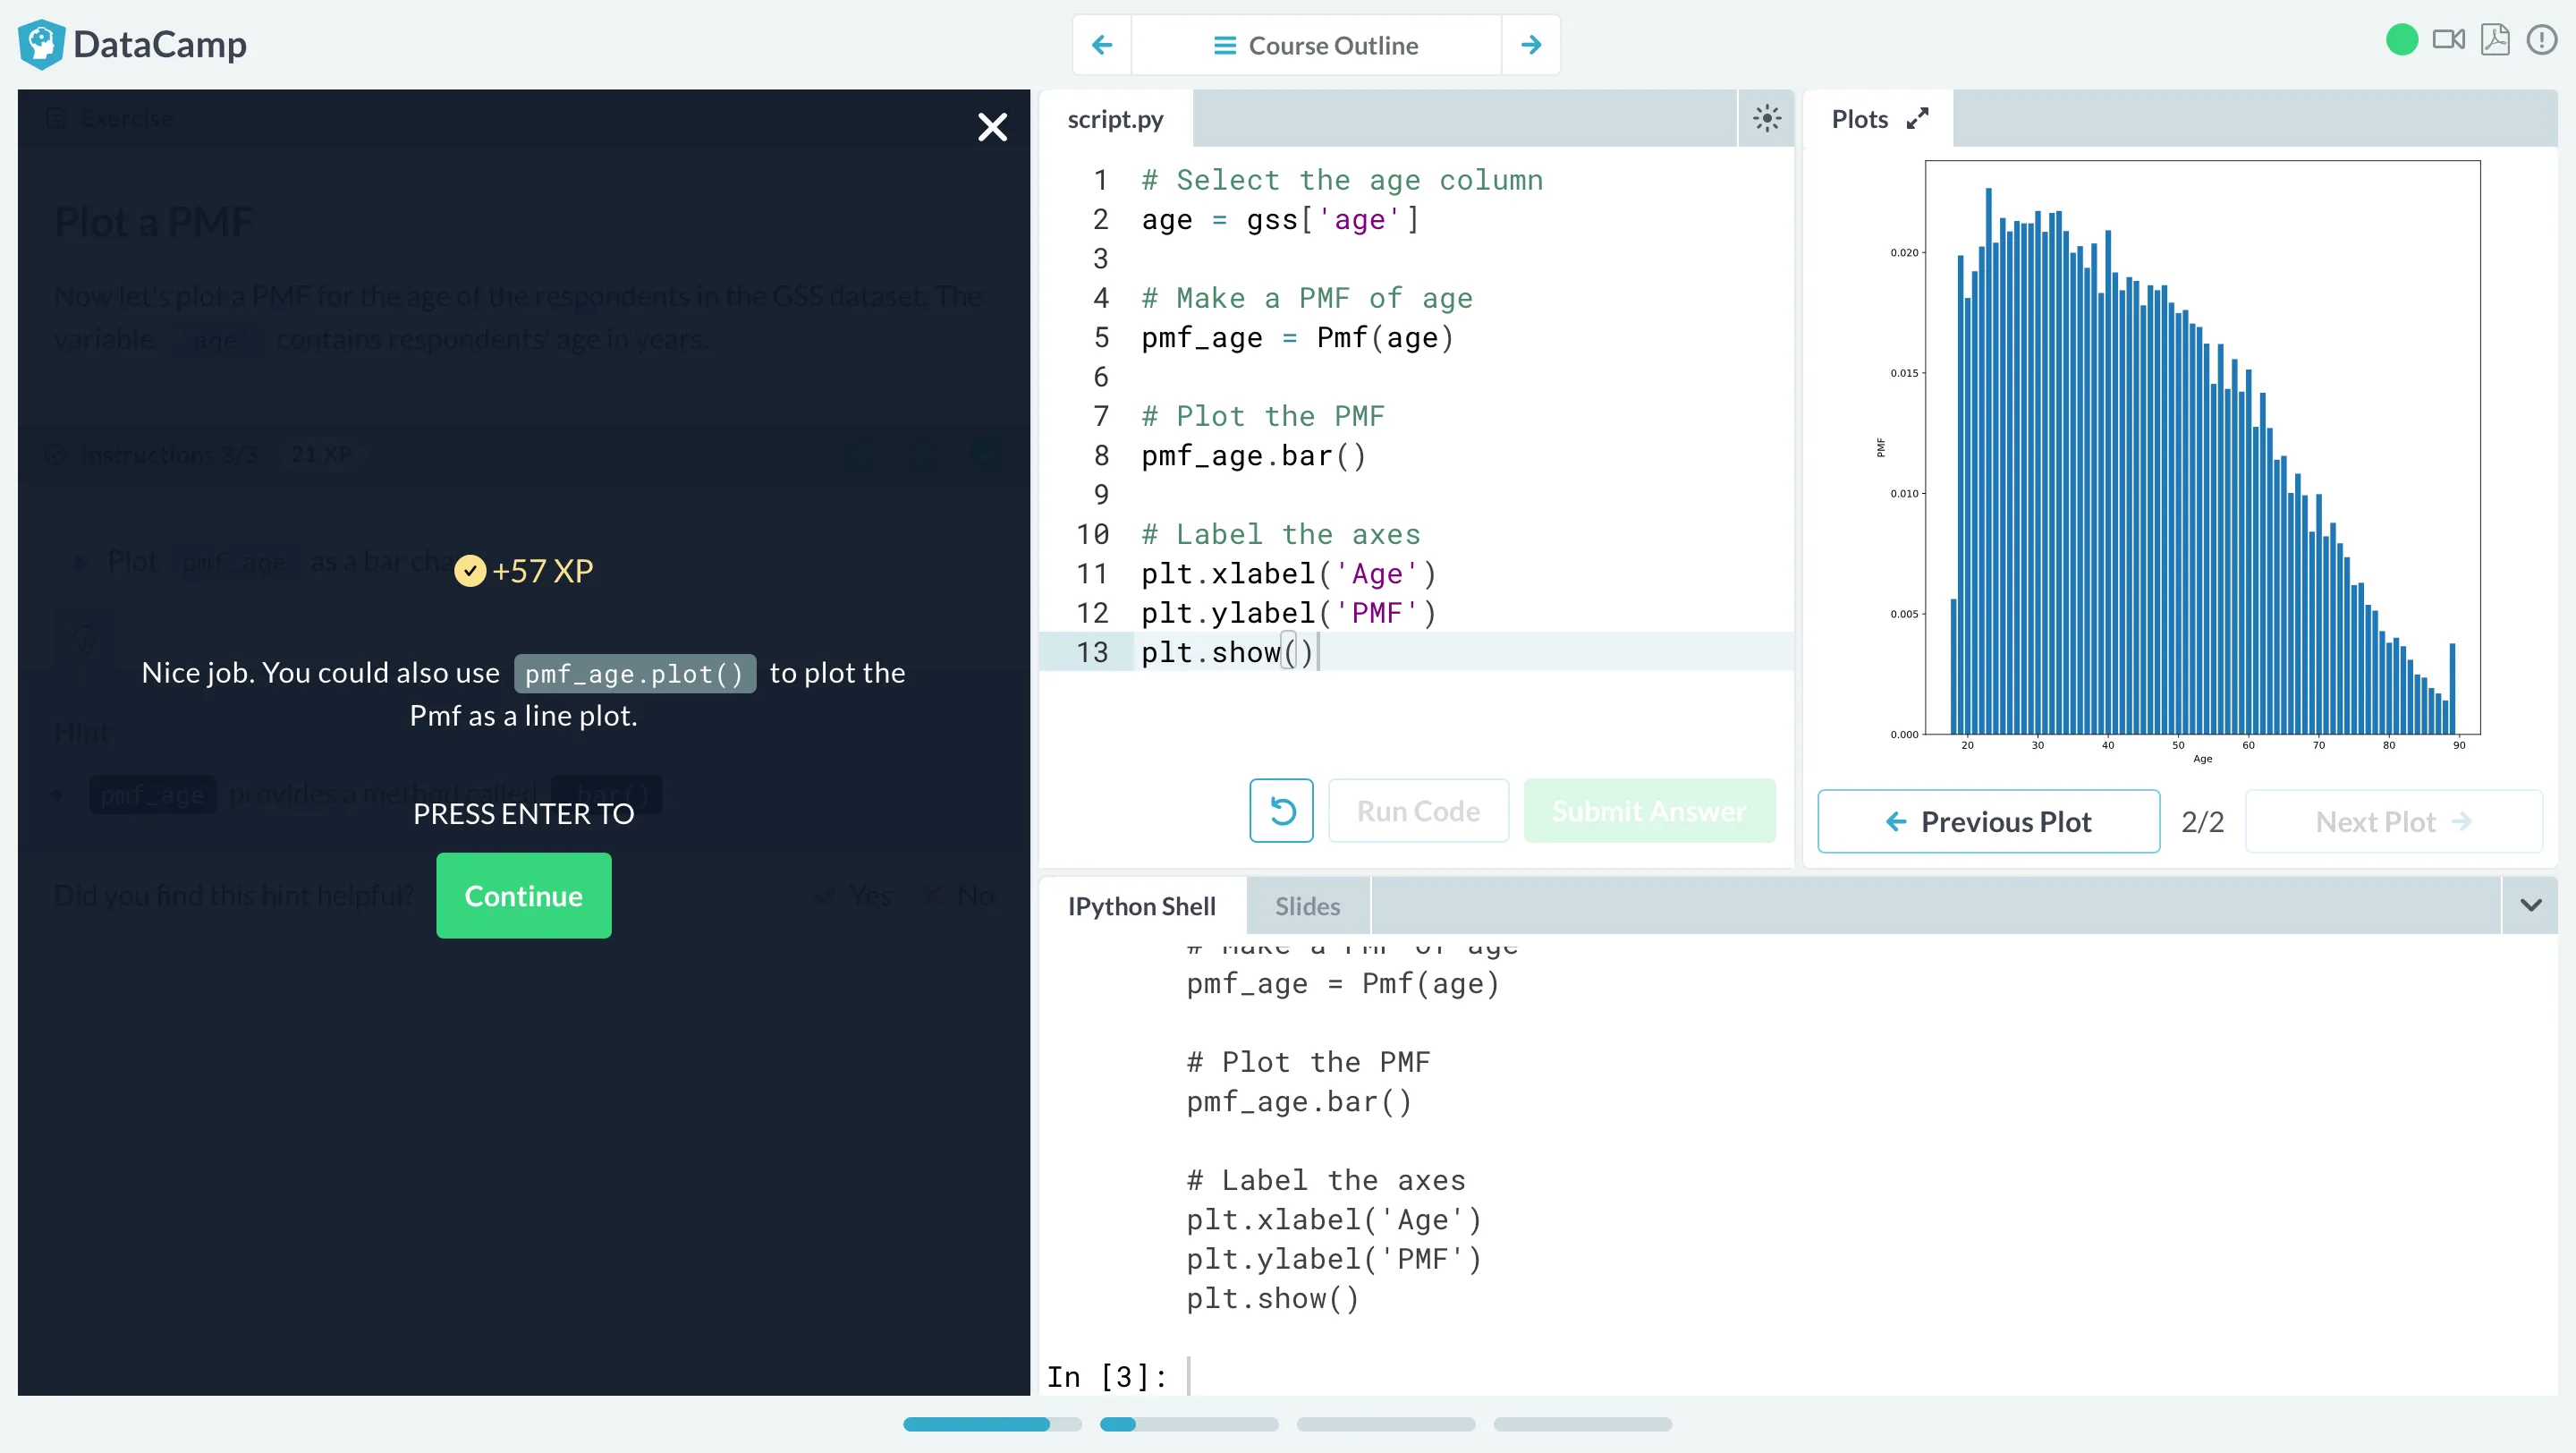 DataCamp
Course Outline
Exercise
Plot a PMF
Now let's plot a PMF for the age of the respondents in the GSS dataset. The
variable 'age' contains respondents' age in years.
Instructions 3/3 21 XP
Plot pmf_age as a bar
+57 XP
Nice job. You could also use pmf_age.plot() to plot the
Pmf as a line plot.
Hint
pmf_age provides a method called .bar()
PRESS ENTER TO
Continue
Did you find this hint helpful? Yes No
script.py
1 # Select the age column
2 age = gss['age']
3
4 # Make a PMF of age
5 pmf_age = Pmf(age)
6
7 # Plot the PMF
8 pmf_age.bar()
9
10 # Label the axes
11 plt.xlabel('Age')
12 plt.ylabel('PMF')
13 plt.show()
Run Code
Submit Answer
Plots
0.020
0.015
PMF
0.010
0.005
0.000
20 30 40 50 60 70 80 90
Age
Previous Plot 2/2 Next Plot
IPython Shell Slides
# Make a PMF of age
pmf_age = Pmf(age)
# Plot the PMF
pmf_age.bar()
# Label the axes
plt.xlabel('Age')
plt.ylabel('PMF')
plt.show()
In [3]: